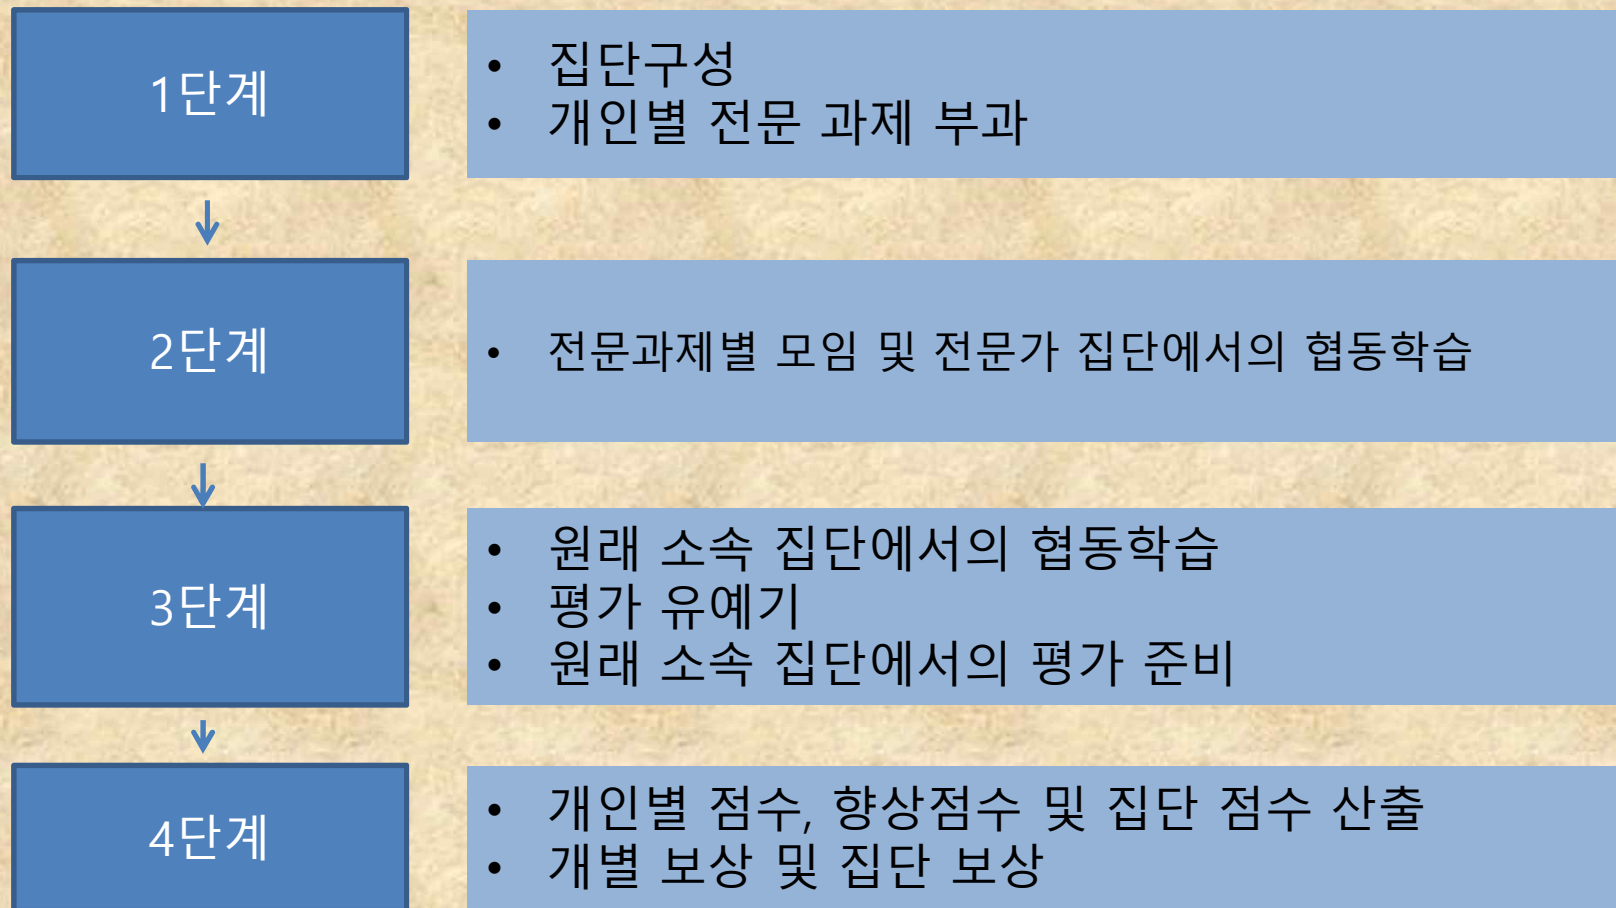 1단계
• 집단구성
• 개인별 전문 과제 부과
2단계
• 전문과제별 모임 및 전문가 집단에서의 협동학습
3단계
• 원래 소속 집단에서의 협동학습
• 평가 유예기
• 원래 소속 집단에서의 평가 준비
4단계
• 개인별 점수, 향상점수 및 집단 점수 산출
• 개별 보상 및 집단 보상